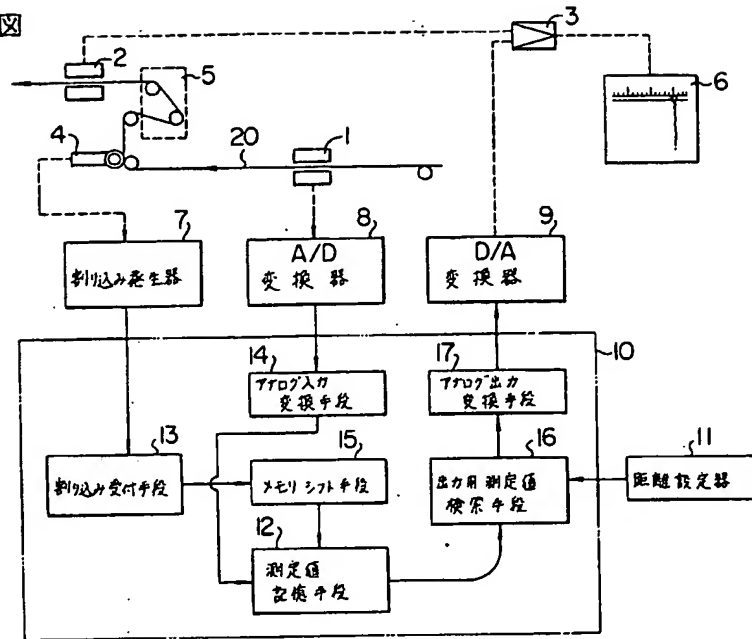 図
2
5
3
6
4
20
1
7
割り込み発生器
8
A/D
変換器
9
D/A
変換器
10
14
アナログ入力
変換手段
17
アナログ出力
変換手段
13
割り込み受付手段
15
メモリシフト手段
16
出力用測定値
検索手段
11
距離設定器
12
測定値
記憶手段